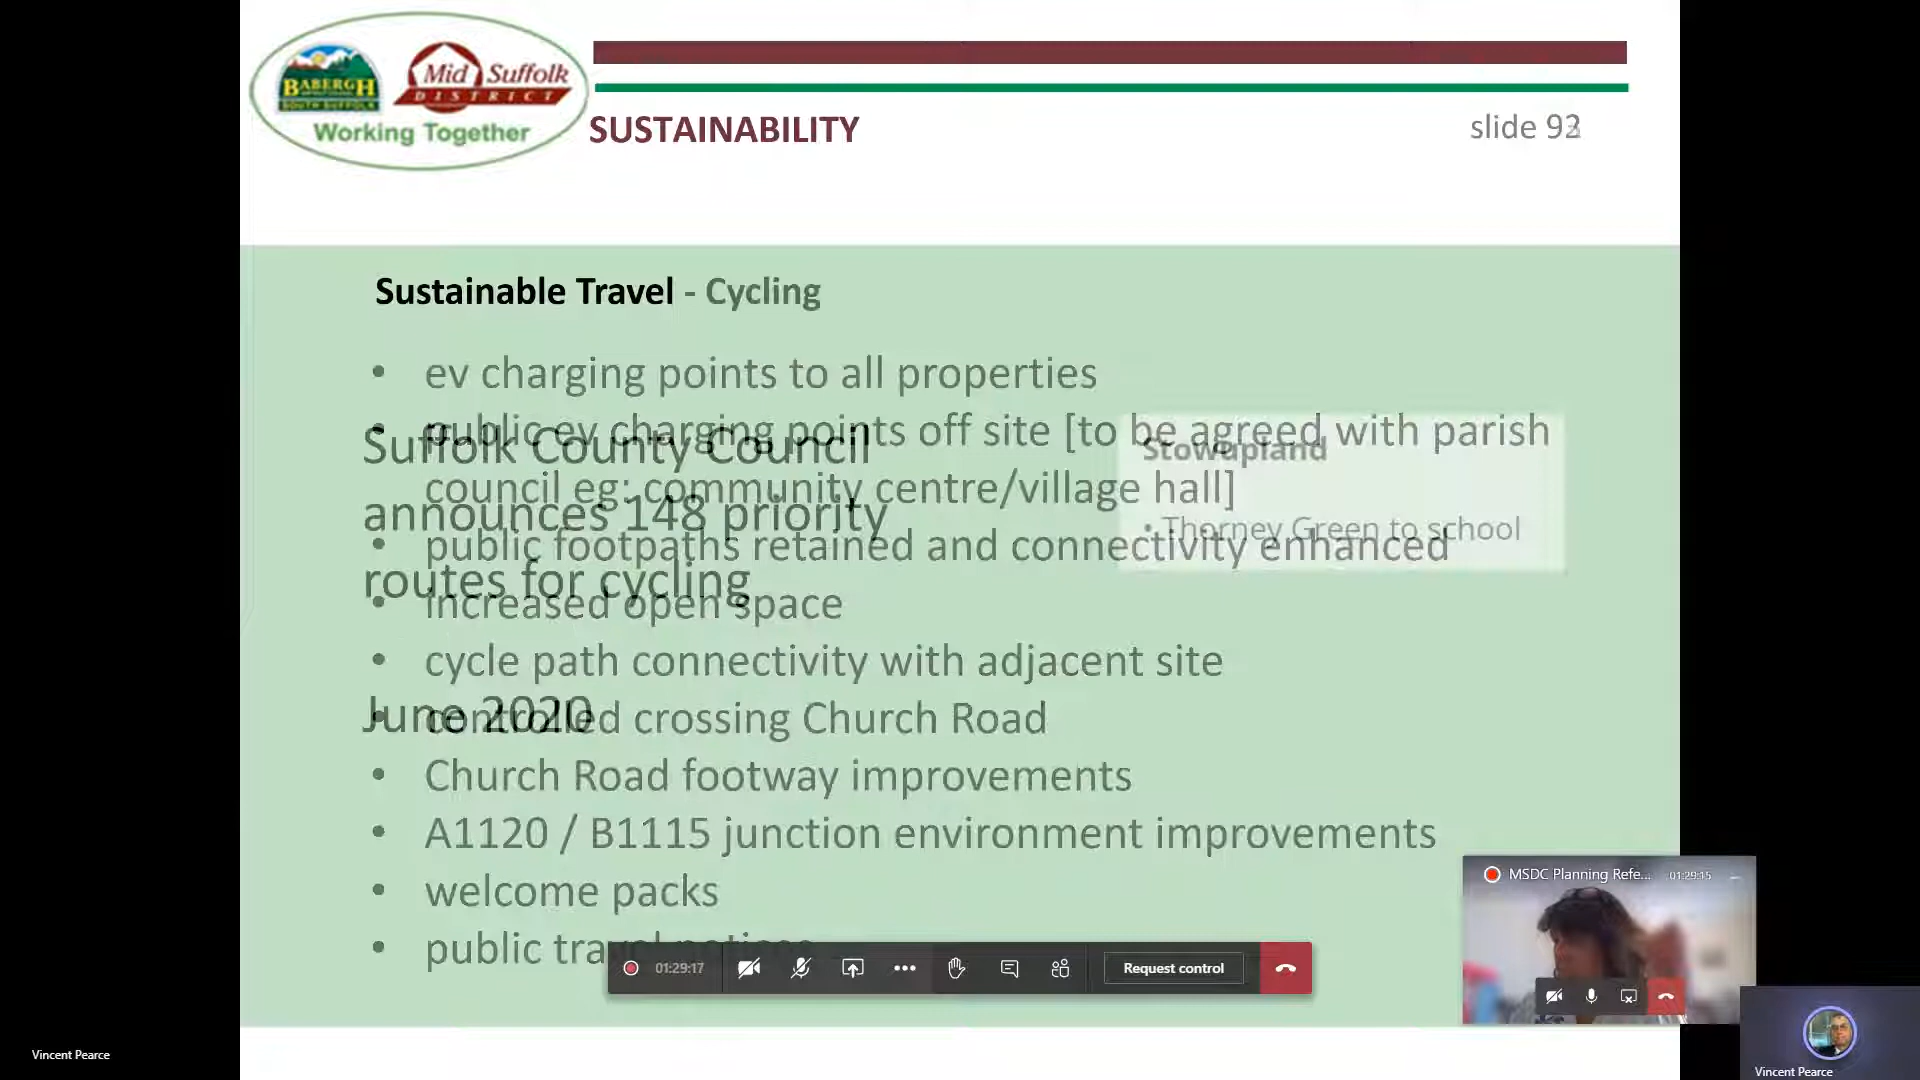 BABERGH
SOUTH SUFFOLK
Mid Suffolk
DISTRICT
Working Together
SUSTAINABILITY
slide 92
Sustainable Travel - Cycling
• ev charging points to all properties
• public ev charging points off site [to be agreed with parish
council eg: community centre/village hall]
• public footpaths retained and connectivity enhanced
• increased open space
• cycle path connectivity with adjacent site
• controlled crossing Church Road
• Church Road footway improvements
• A1120 / B1115 junction environment improvements
• welcome packs
• public travel notices
Suffolk County Council
announces 148 priority
routes for cycling
June 2020
Stowupland
• Thorney Green to school
MSDC Planning Refe... 01:29:15
01:29:17
Request control
Vincent Pearce
Vincent Pearce